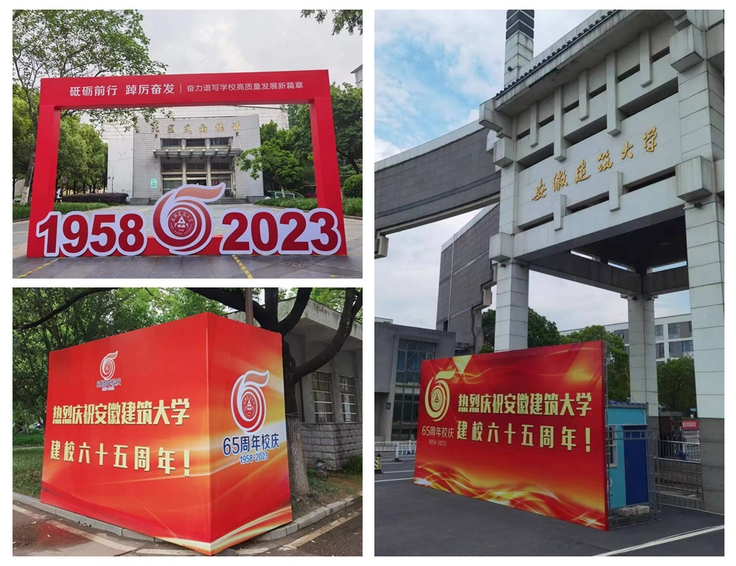 砥砺前行 踔厉奋发 | 奋力谱写学校高质量发展新篇章
1958 2023
热烈庆祝安徽建筑大学
建校六十五周年！
65周年校庆
1958-2023
安徽建筑大学
65周年校庆
1958-2023
热烈庆祝安徽建筑大学
建校六十五周年！